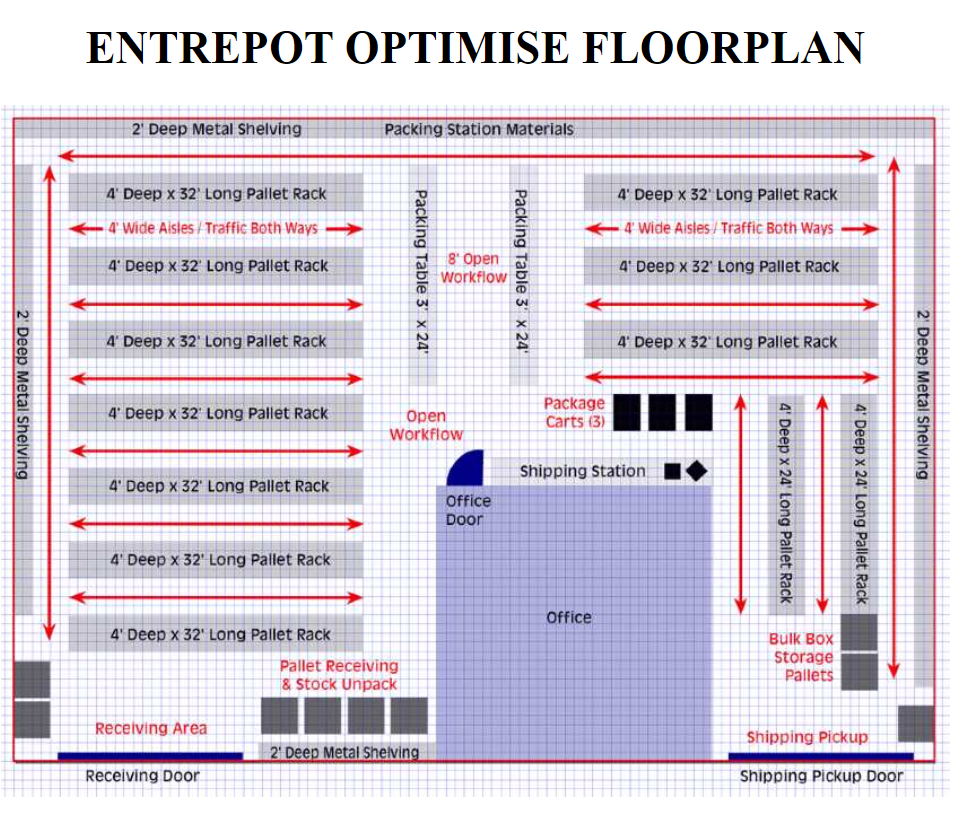 ENTREPOT OPTIMISE FLOORPLAN
2' Deep Metal Shelving
Packing Station Materials
4' Deep x 32' Long Pallet Rack
4' Wide Aisles / Traffic Both Ways
4' Deep x 32' Long Pallet Rack
4' Deep x 32' Long Pallet Rack
4' Deep x 32' Long Pallet Rack
4' Deep x 32' Long Pallet Rack
4' Deep x 32' Long Pallet Rack
4' Deep x 32' Long Pallet Rack
2' Deep Metal Shelving
Packing Table 3' x 24'
8' Open
Workflow
Packing Table 3' x 24'
4' Deep x 32' Long Pallet Rack
4' Wide Aisles / Traffic Both Ways
4' Deep x 32' Long Pallet Rack
4' Deep x 32' Long Pallet Rack
2' Deep Metal Shelving
Open
Workflow
Package
Carts (3)
Shipping Station
4' Deep x 24' Long Pallet Rack
4' Deep x 24' Long Pallet Rack
Office
Door
Office
Bulk Box
Storage
Pallets
Pallet Receiving
& Stock Unpack
Receiving Area
2' Deep Metal Shelving
Shipping Pickup
Receiving Door
Shipping Pickup Door